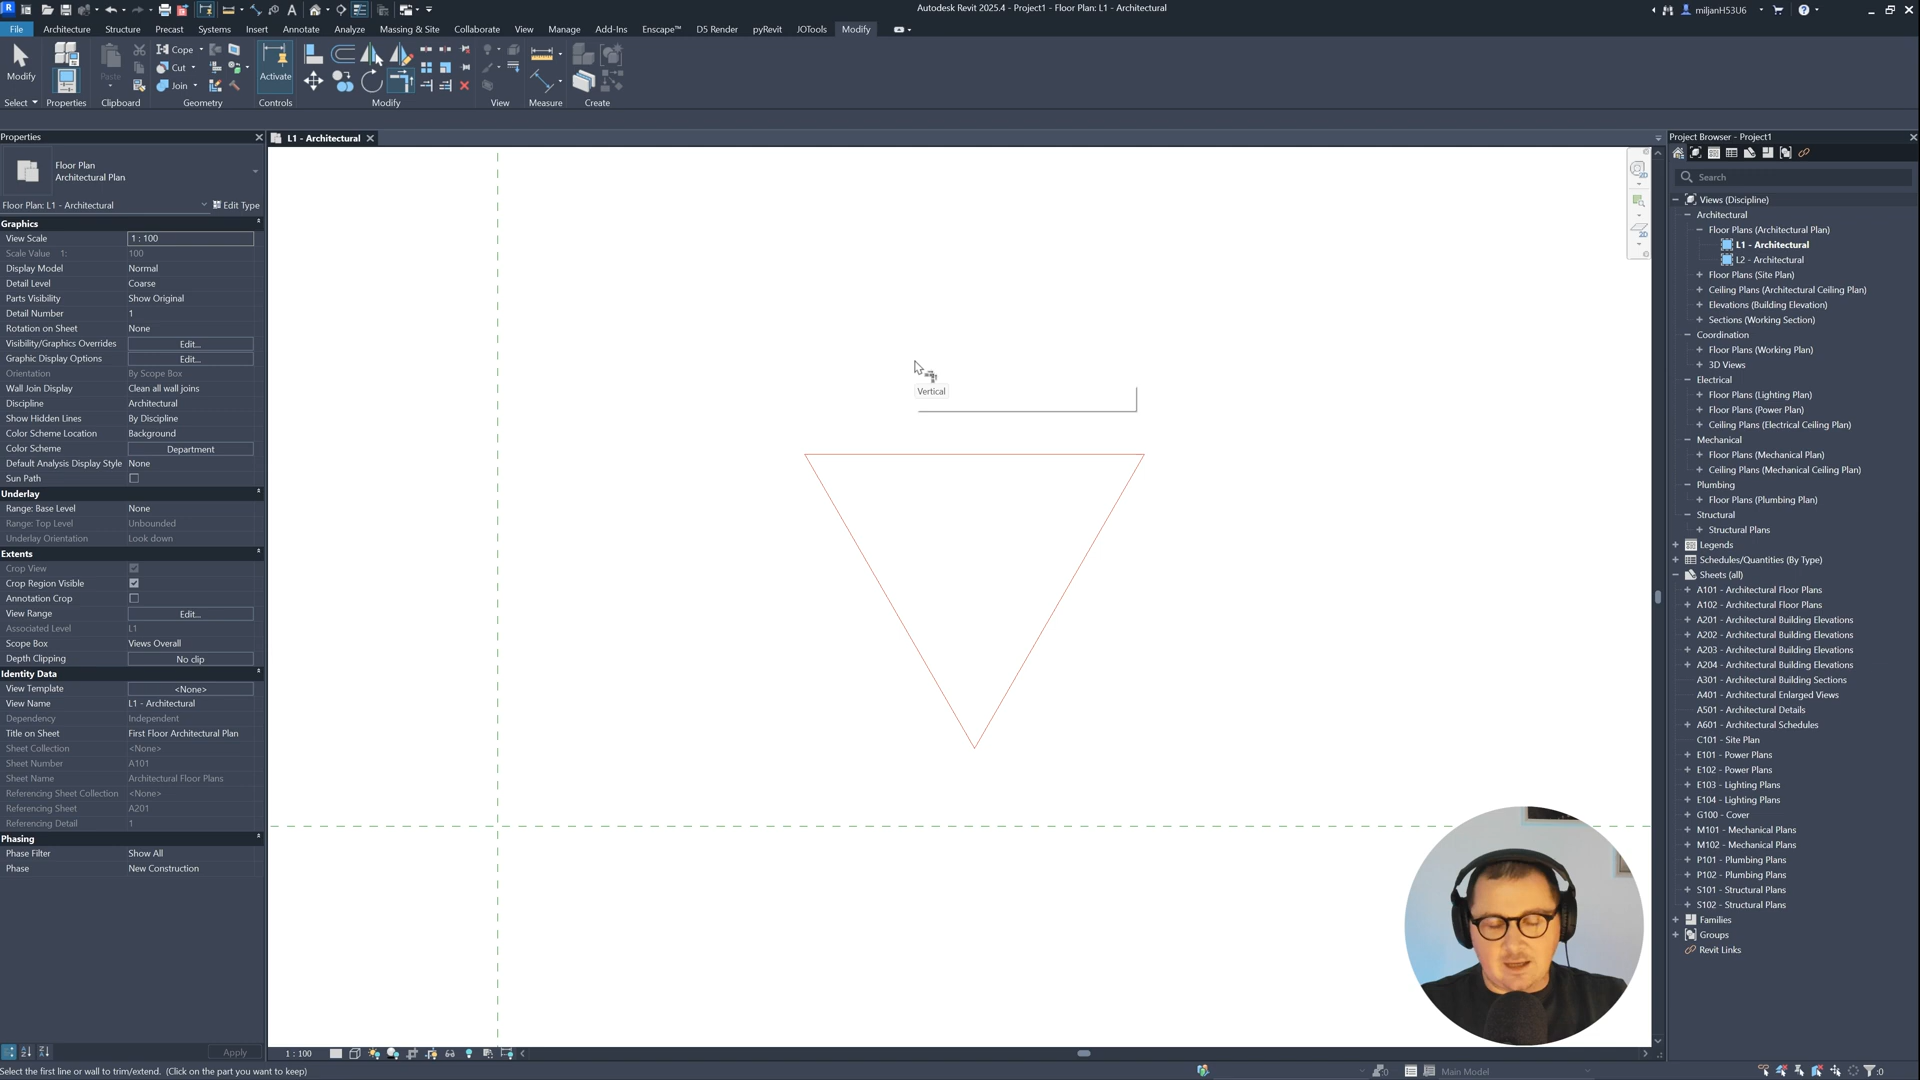 Autodesk Revit 2025.4 - Project1 - Floor Plan: L1 - Architectural
miljanH53U6
File Architecture Structure Precast Systems Insert Annotate Analyze Massing & Site Collaborate View Manage Add-Ins Enscape™ D5 Render pyRevit JOTools Modify
Cope
Cut
Join
Modify
Paste
Activate
Select Properties Clipboard Geometry Controls Modify View Measure Create
Properties
L1 - Architectural
Project Browser - Project1
Floor Plan
Architectural Plan
Floor Plan: L1 - Architectural Edit Type
Graphics
View Scale 1 : 100
Scale Value 1: 100
Display Model Normal
Detail Level Coarse
Parts Visibility Show Original
Detail Number 1
Rotation on Sheet None
Visibility/Graphics Overrides Edit...
Graphic Display Options Edit...
Orientation By Scope Box
Wall Join Display Clean all wall joins
Discipline Architectural
Show Hidden Lines By Discipline
Color Scheme Location Background
Color Scheme Department
Default Analysis Display Style None
Sun Path
Underlay
Range: Base Level None
Range: Top Level Unbounded
Underlay Orientation Look down
Extents
Crop View
Crop Region Visible
Annotation Crop
View Range Edit...
Associated Level L1
Scope Box Views Overall
Depth Clipping No clip
Identity Data
View Template <None>
View Name L1 - Architectural
Dependency Independent
Title on Sheet First Floor Architectural Plan
Sheet Collection <None>
Sheet Number A101
Sheet Name Architectural Floor Plans
Referencing Sheet Collection <None>
Referencing Sheet A201
Referencing Detail 1
Phasing
Phase Filter Show All
Phase New Construction
Apply
Vertical
2D
2D
Search
Views (Discipline)
Architectural
Floor Plans (Architectural Plan)
L1 - Architectural
L2 - Architectural
Floor Plans (Site Plan)
Ceiling Plans (Architectural Ceiling Plan)
Elevations (Building Elevation)
Sections (Working Section)
Coordination
Floor Plans (Working Plan)
3D Views
Electrical
Floor Plans (Lighting Plan)
Floor Plans (Power Plan)
Ceiling Plans (Electrical Ceiling Plan)
Mechanical
Floor Plans (Mechanical Plan)
Ceiling Plans (Mechanical Ceiling Plan)
Plumbing
Floor Plans (Plumbing Plan)
Structural
Structural Plans
Legends
Schedules/Quantities (By Type)
Sheets (all)
A101 - Architectural Floor Plans
A102 - Architectural Floor Plans
A201 - Architectural Building Elevations
A202 - Architectural Building Elevations
A203 - Architectural Building Elevations
A204 - Architectural Building Elevations
A301 - Architectural Building Sections
A401 - Architectural Enlarged Views
A501 - Architectural Details
A601 - Architectural Schedules
C101 - Site Plan
E101 - Power Plans
E102 - Power Plans
E103 - Lighting Plans
E104 - Lighting Plans
G100 - Cover
M101 - Mechanical Plans
M102 - Mechanical Plans
P101 - Plumbing Plans
P102 - Plumbing Plans
S101 - Structural Plans
S102 - Structural Plans
Families
Groups
Revit Links
1 : 100
Select the first line or wall to trim/extend. (Click on the part you want to keep)
:0
Main Model
:0